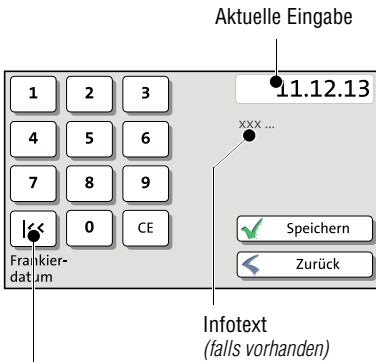 Aktuelle Eingabe
11.12.13
1 2 3
xxx ...
4 5 6
7 8 9
|<< 0 CE
Speichern
Frankier-
datum
Zurück
Infotext
(falls vorhanden)